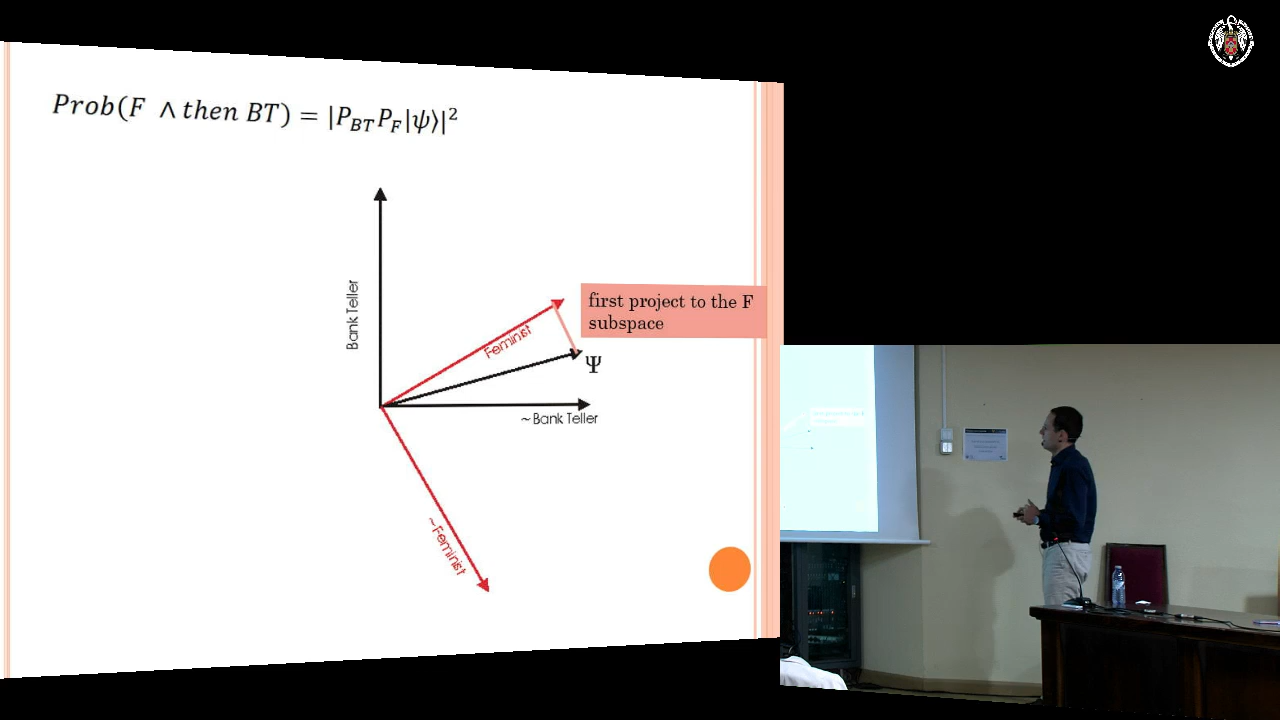 Prob(F ∧ then BT) = |P_BT P_F|ψ⟩|²
Bank Teller
first project to the F
subspace
Feminist
Ψ
~Bank Teller
~Feminist